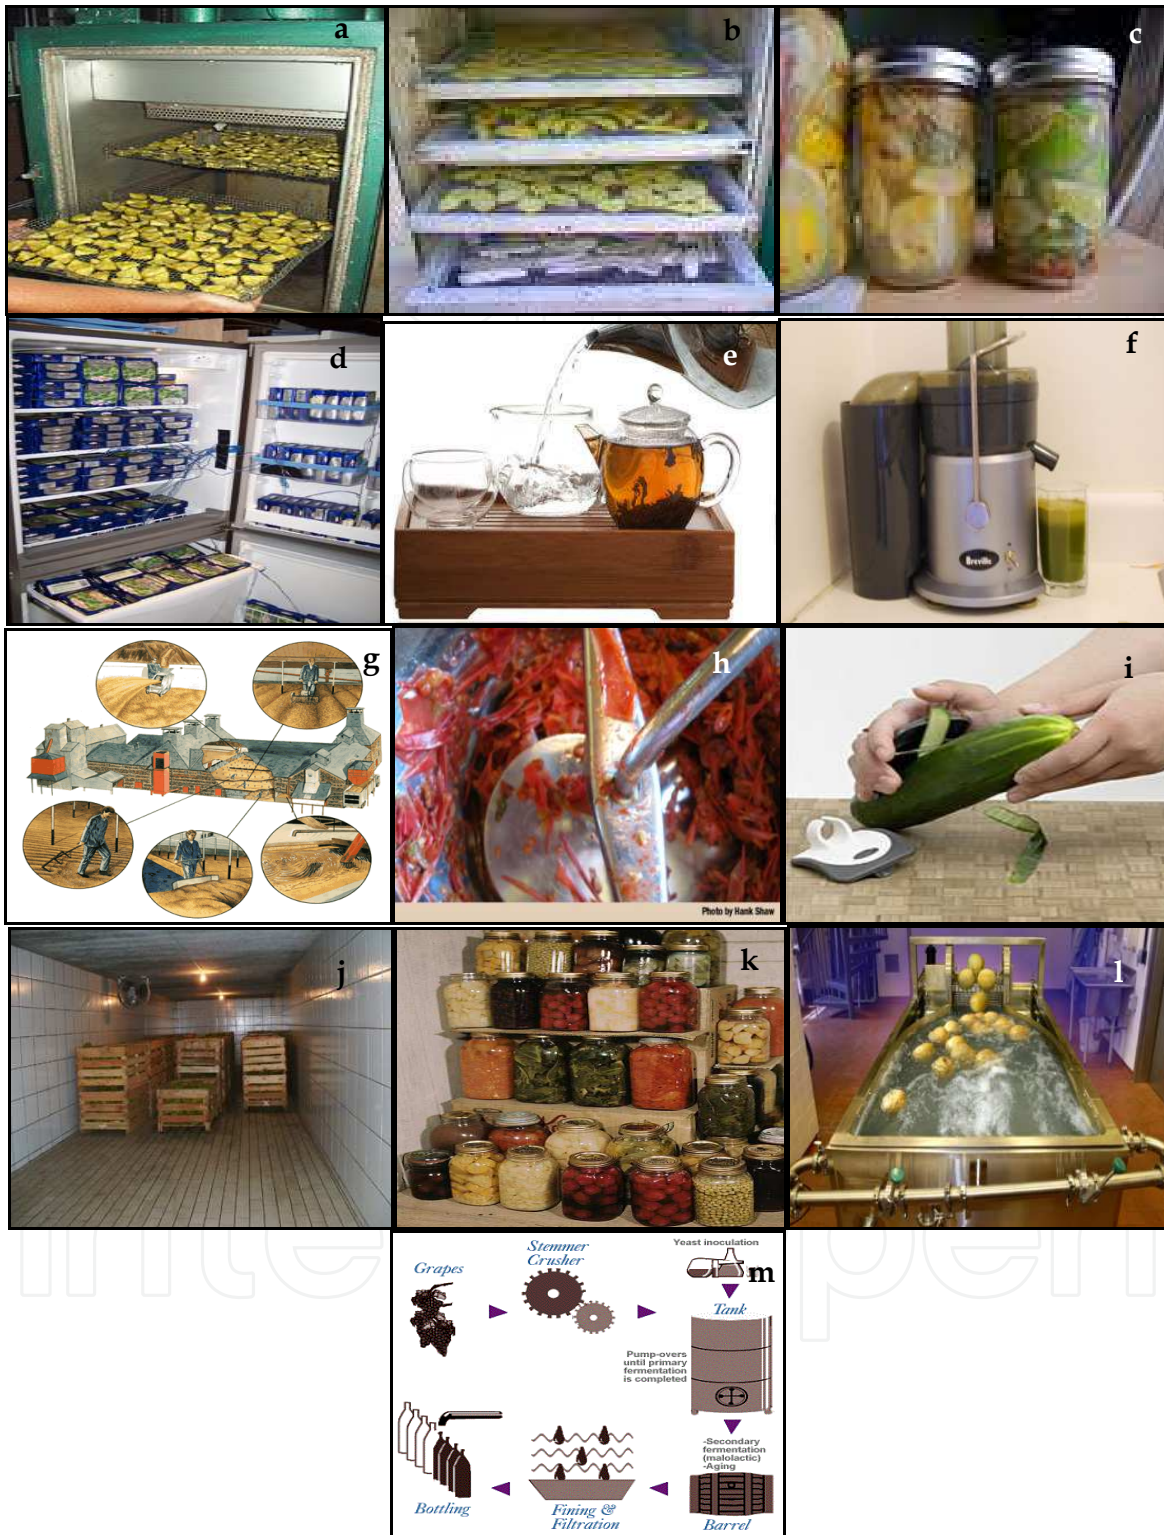 a
b
c
d
e
f
Breville
g
h
Photo by Hank Shaw
i
j
k
l
m
Grapes
Stemmer
Crusher
Yeast inoculation
Tank
Pump-overs
until primary
fermentation
is completed
-Secondary
fermentation
(malolactic)
-Aging
Barrel
Fining &
Filtration
Bottling